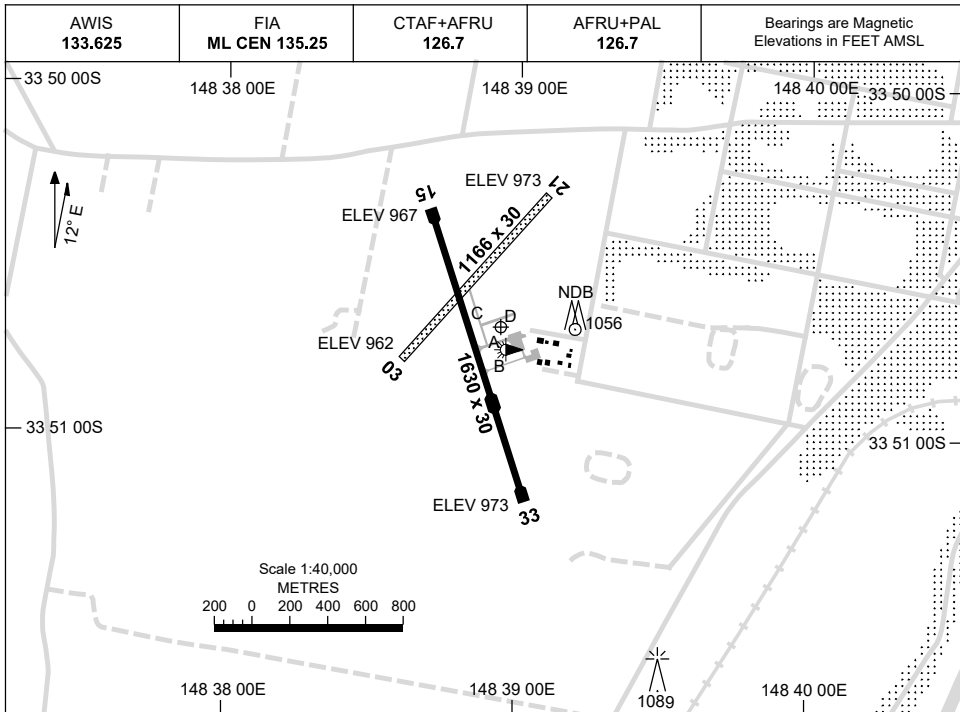 AWIS
133.625
FIA
ML CEN 135.25
CTAF+AFRU
126.7
AFRU+PAL
126.7
Bearings are Magnetic
Elevations in FEET AMSL
33 50 00S
148 38 00E
148 39 00E
148 40 00E
33 50 00S
12° E
15
ELEV 967
ELEV 973
21
1166 x 30
NDB
1056
C
D
A
B
ELEV 962
03
1630 x 30
33 51 00S
33 51 00S
ELEV 973
33
Scale 1:40,000
METRES
200 0 200 400 600 800
148 38 00E
148 39 00E
1089
148 40 00E